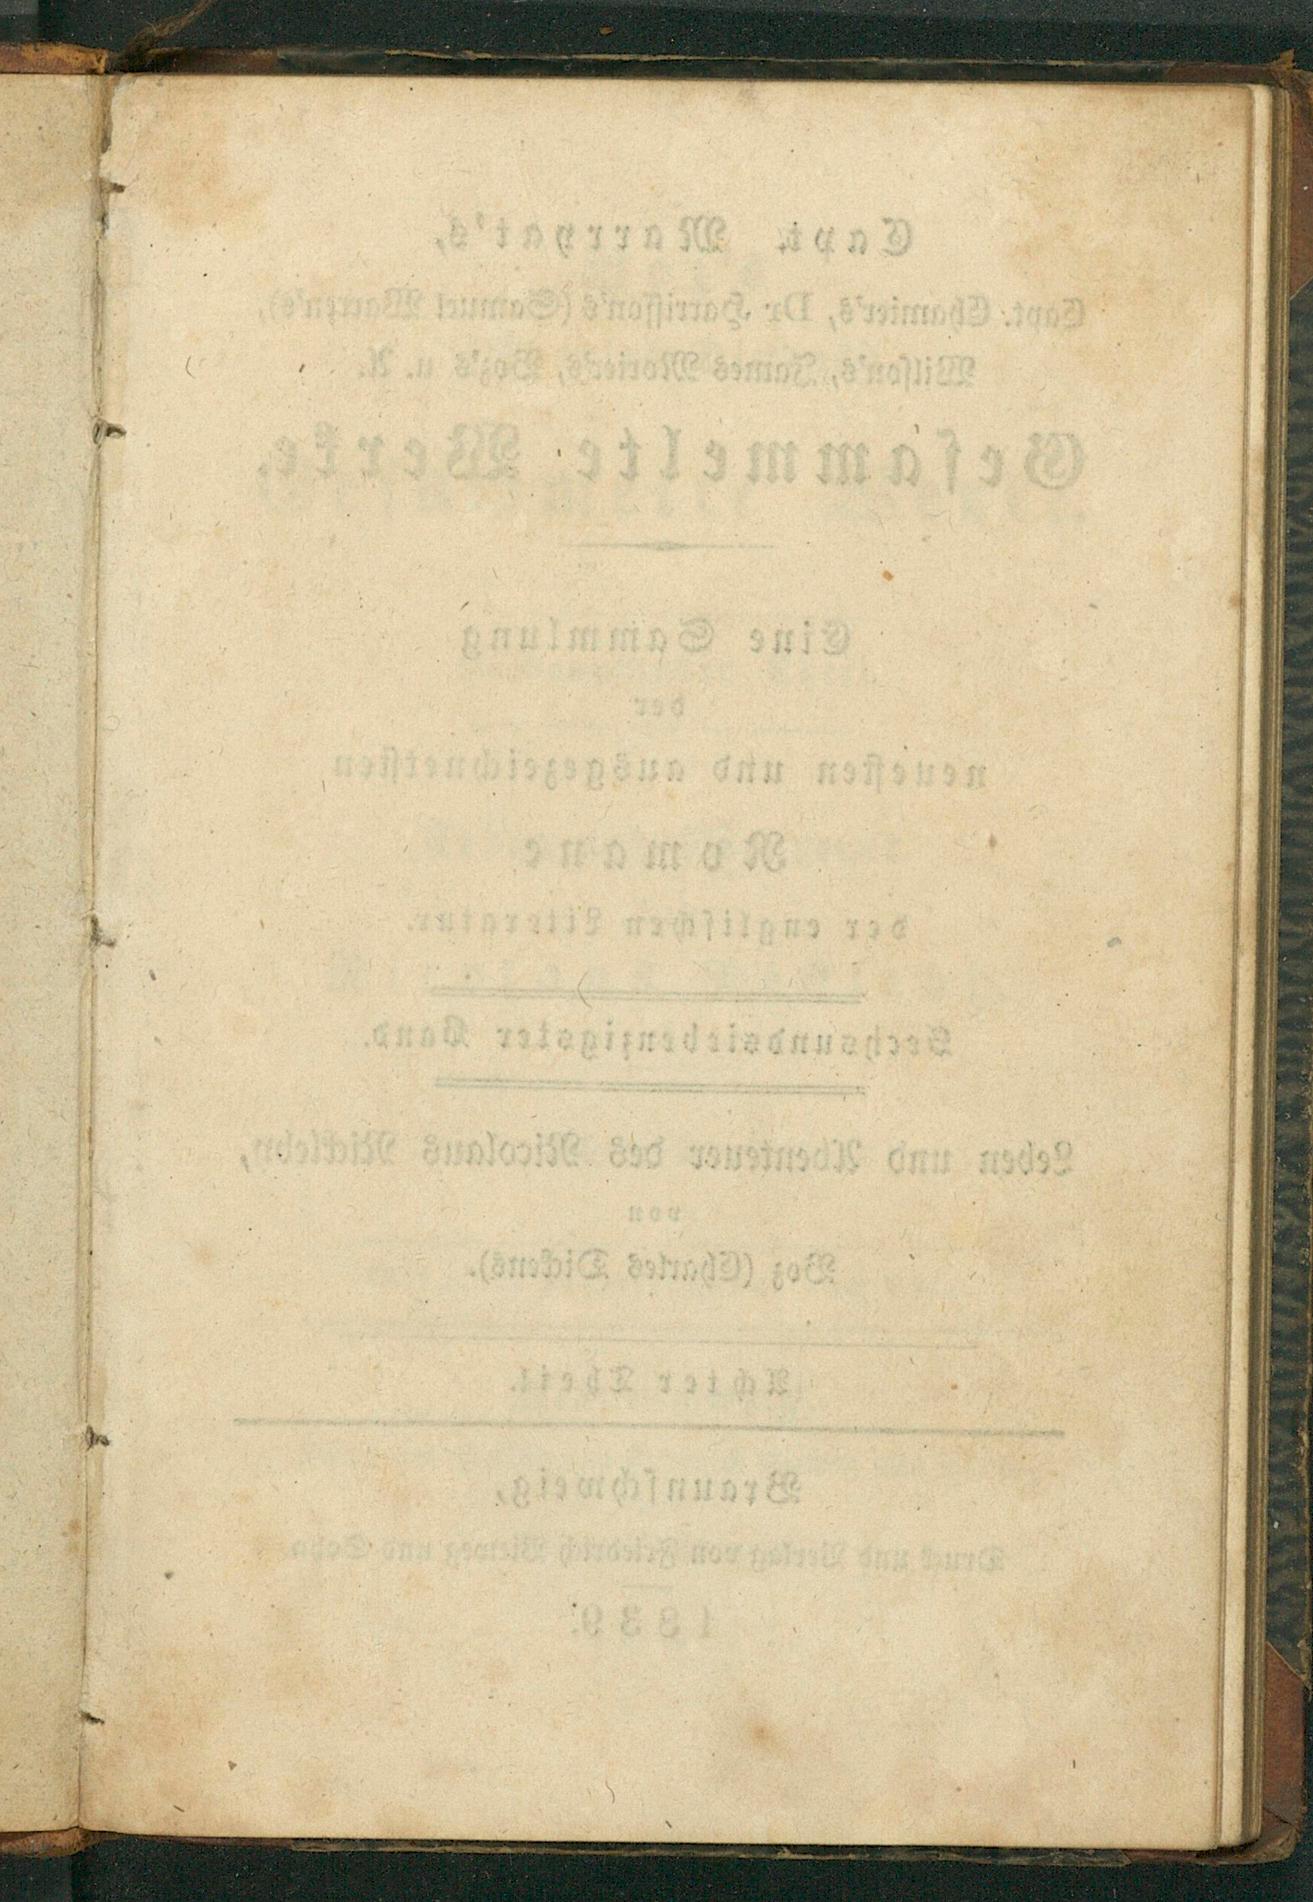 Capt. Marryat's,
Capt. Chamier's, Dr Harrisson's (Samuel Warren's),
Wilson's, James Morier's, Boz's u. A.
Gesammelte Werke.
Eine Sammlung
der
neuesten und ausgezeichnetsten
Romane
der englischen Literatur.
Sechsundsiebenzigster Band.
Leben und Abenteuer des Nicolaus Nickleby,
von
Boz (Charles Dickens).
Achter Theil.
Braunschweig,
Druck und Verlag von Friedrich Vieweg und Sohn
1839.